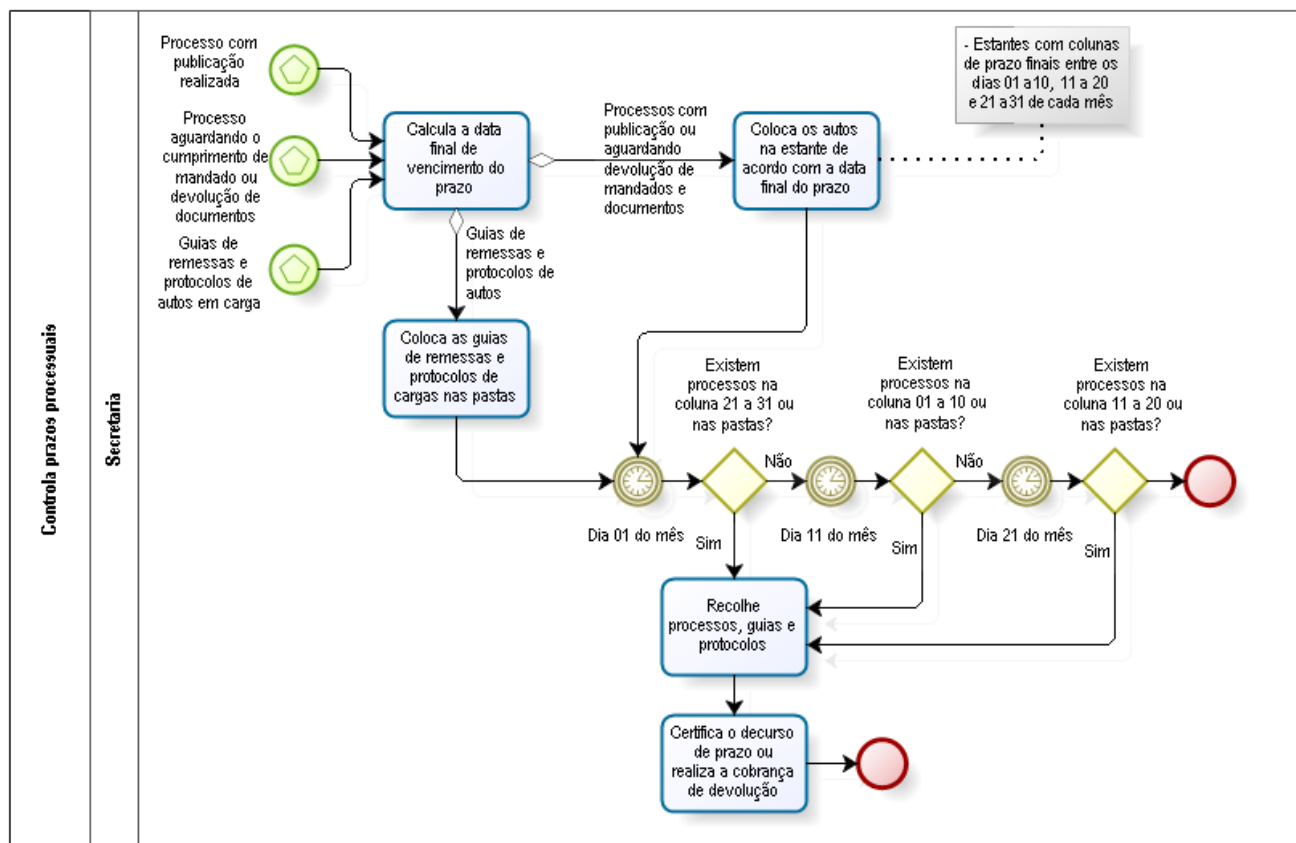 Controla prazos processuais
Secretaria
Processo com
publicação
realizada
Processo
aguardando o
cumprimento de
mandado ou
devolução de
documentos
Guias de
remessas e
protocolos de
autos em carga
Calcula a data
final de
vencimento do
prazo
Processos com
publicação ou
aguardando
devolução de
mandados e
documentos
Coloca os autos
na estante de
acordo com a data
final do prazo
- Estantes com colunas
de prazo finais entre os
dias 01 a10, 11 a 20
e 21 a31 de cada mês
Guias de
remessas e
protocolos de
autos
Coloca as guias
de remessas e
protocolos de
cargas nas pastas
Existem
processos na
coluna 21 a 31 ou
nas pastas?
Existem
processos na
coluna 01 a 10 ou
nas pastas?
Existem
processos na
coluna 11 a 20 ou
nas pastas?
Não
Não
Dia 01 do mês
Sim
Dia 11 do mês
Sim
Dia 21 do mês
Sim
Recolhe
processos, guias e
protocolos
Certifica o decurso
de prazo ou
realiza a cobrança
de devolução